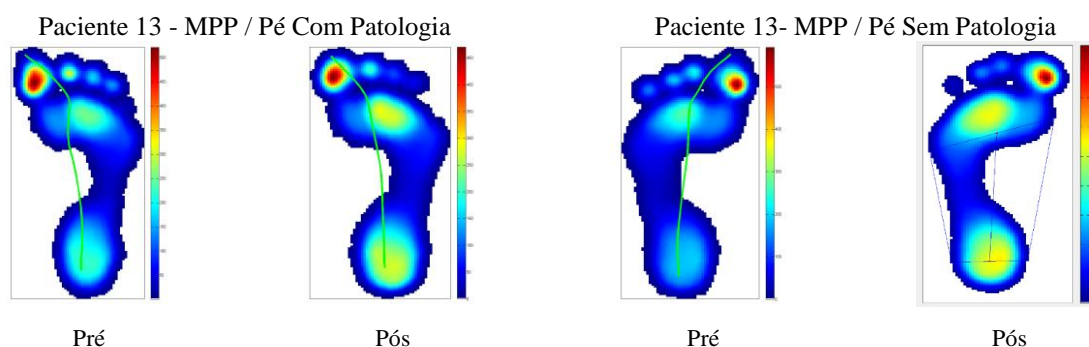 Paciente 13 - MPP / Pé Com Patologia
Paciente 13- MPP / Pé Sem Patologia
Pré
Pós
Pré
Pós